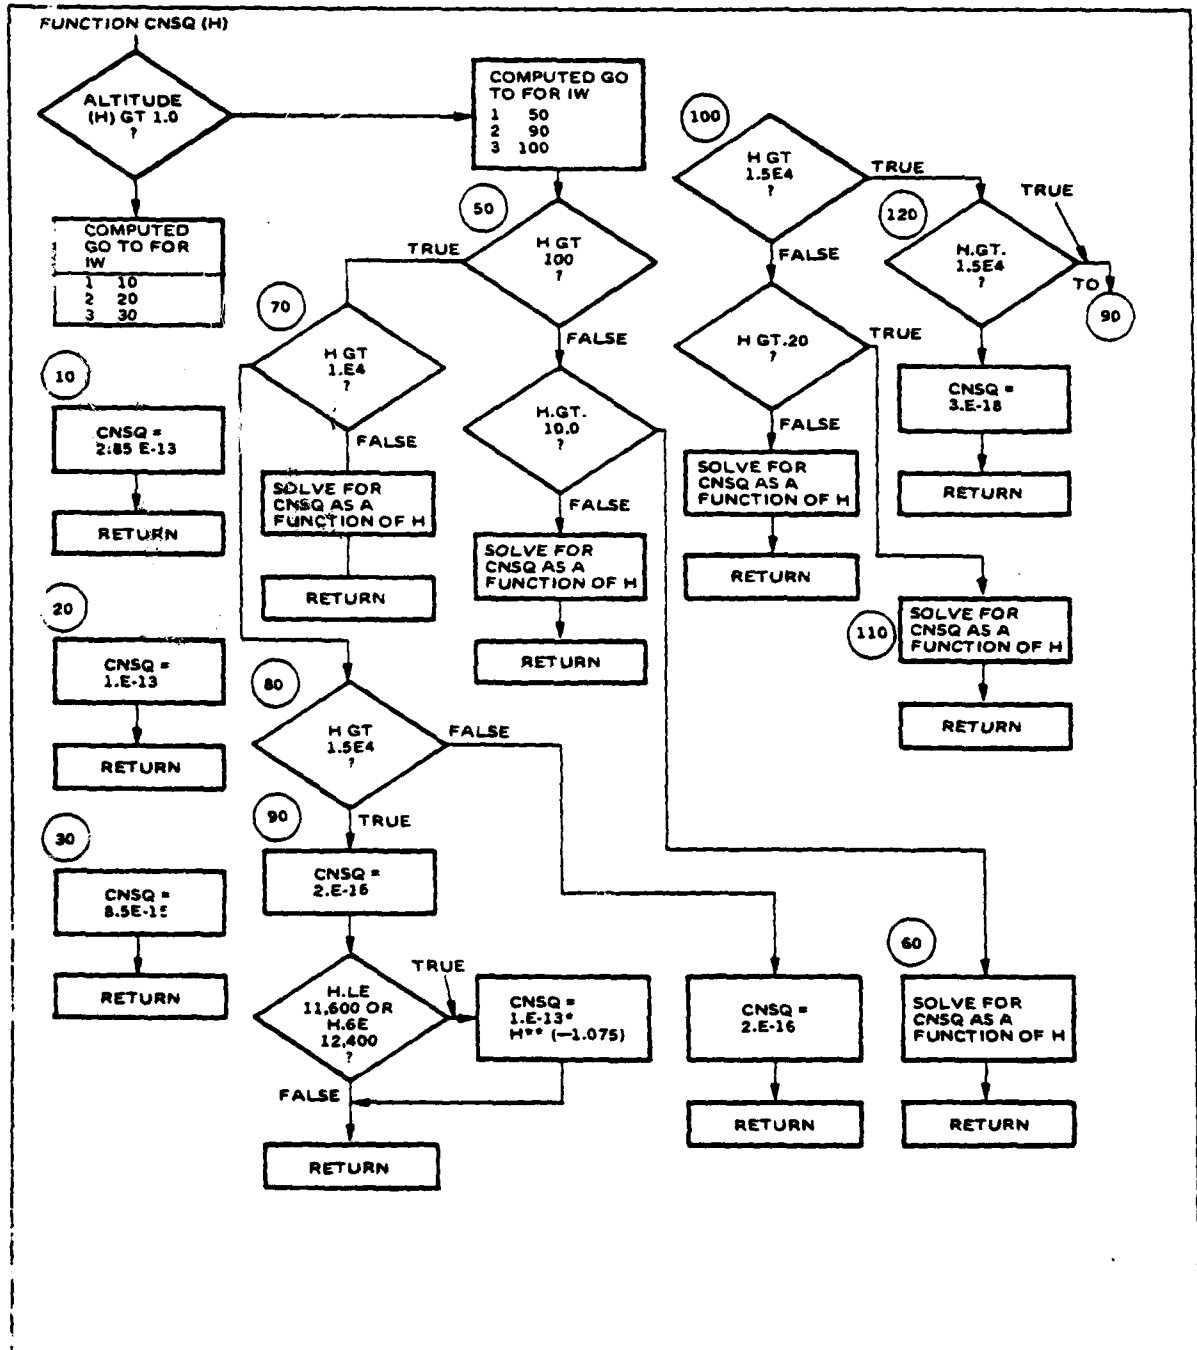 FUNCTION CNSQ (H)
ALTITUDE
(H) GT 1.0
?
COMPUTED
GO TO FOR
IW
1 10
2 20
3 30
10
CNSQ =
2.85 E-13
RETURN
20
CNSQ =
1.E-13
RETURN
30
CNSQ =
8.5E-15
RETURN
COMPUTED GO
TO FOR IW
1 50
2 90
3 100
50
H GT
100
?
TRUE
FALSE
70
H GT
1.E4
?
FALSE
SOLVE FOR
CNSQ AS A
FUNCTION OF H
RETURN
H.GT.
10.0
?
FALSE
SOLVE FOR
CNSQ AS A
FUNCTION OF H
RETURN
80
H GT
1.5E4
?
FALSE
TRUE
90
CNSQ =
2.E-16
H.LE
11,600 OR
H.6E
12,400
?
TRUE
CNSQ =
1.E-13*
H** (-1.075)
FALSE
RETURN
100
H GT
1.5E4
?
TRUE
FALSE
H GT.20
?
TRUE
FALSE
SOLVE FOR
CNSQ AS A
FUNCTION OF H
RETURN
120
H.GT.
1.5E4
?
TRUE
TO
90
CNSQ =
3.E-18
RETURN
110
SOLVE FOR
CNSQ AS A
FUNCTION OF H
RETURN
CNSQ =
2.E-16
RETURN
60
SOLVE FOR
CNSQ AS A
FUNCTION OF H
RETURN